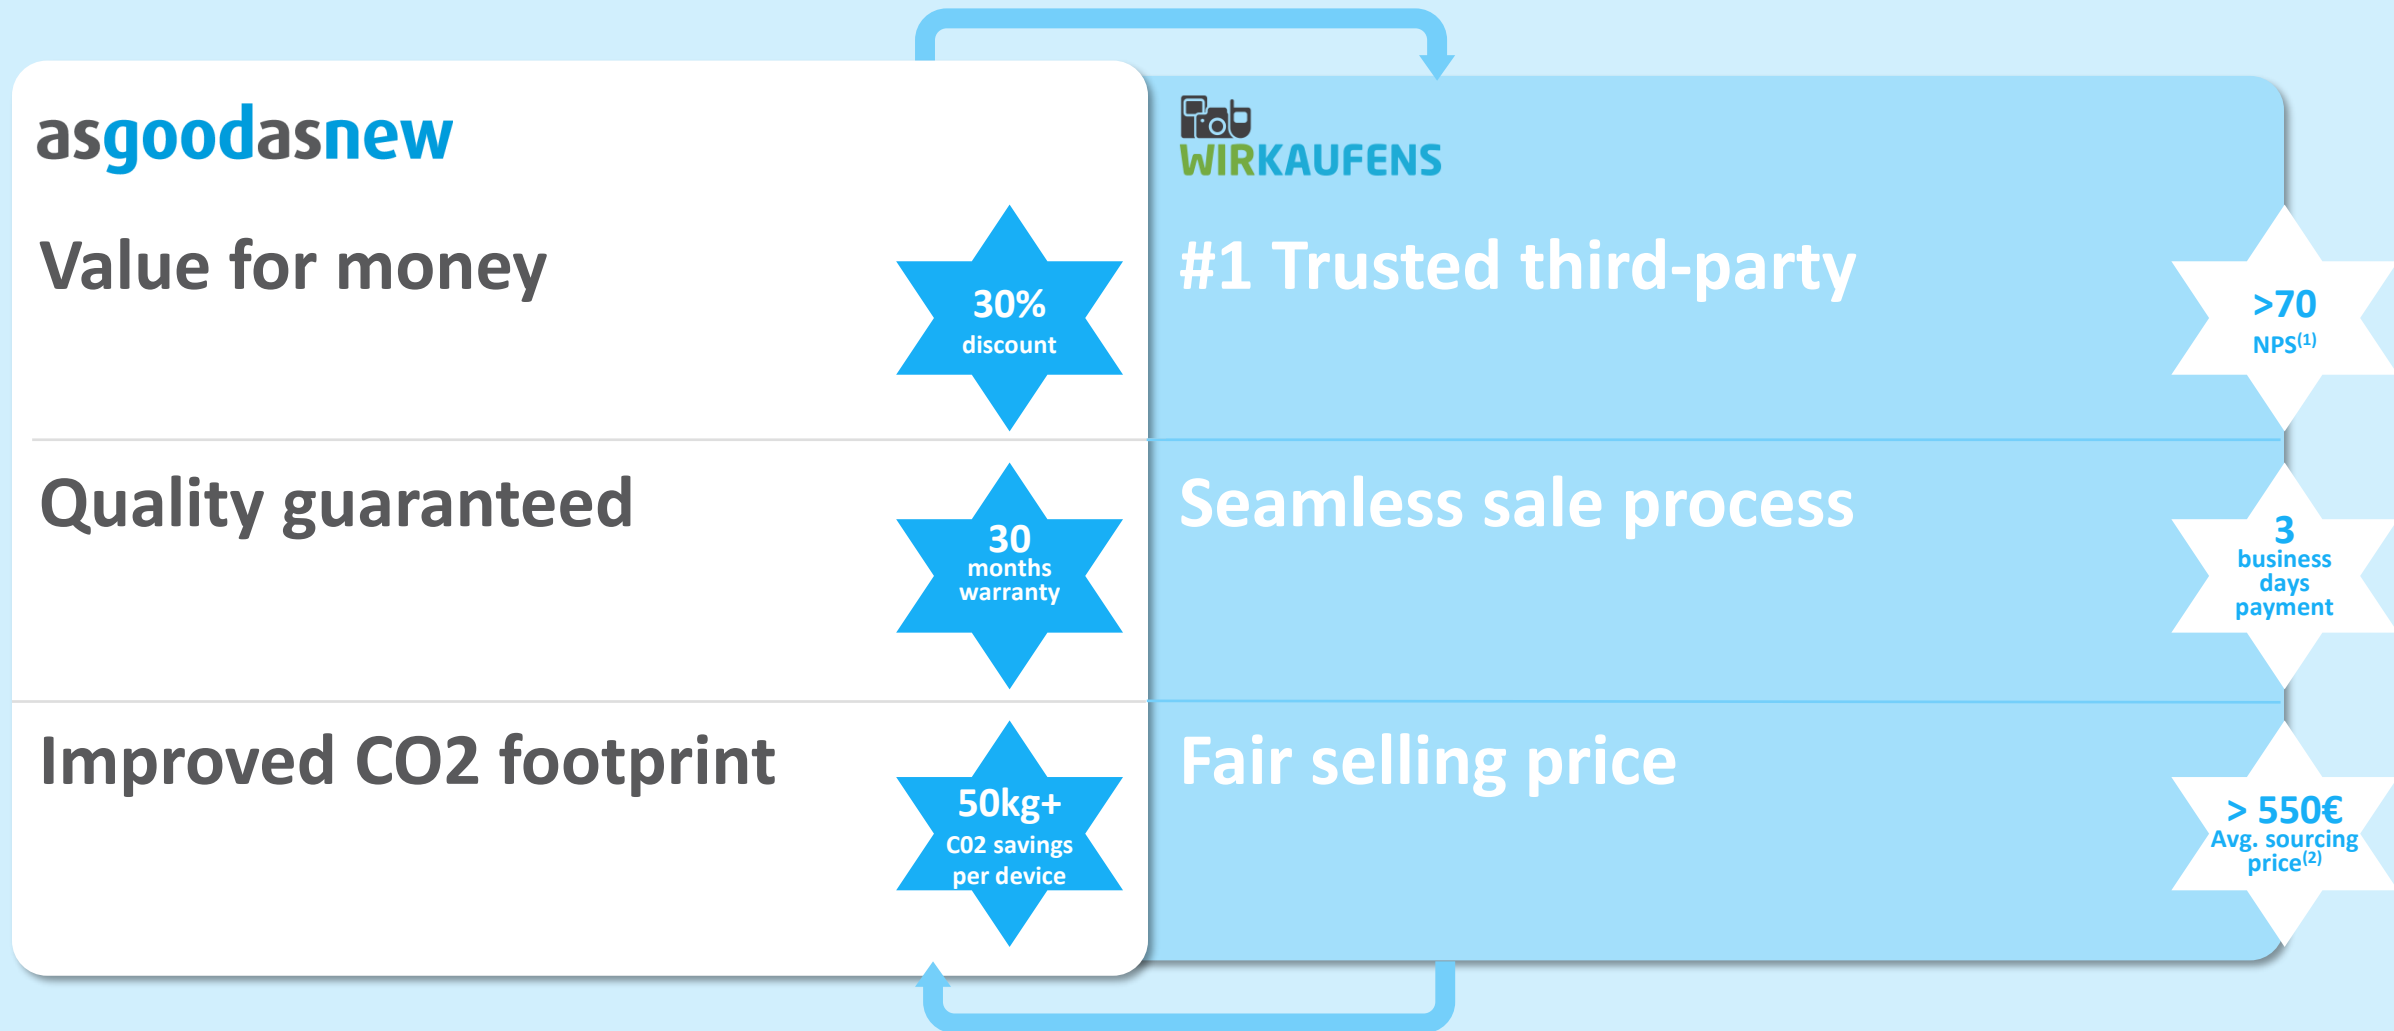 asgoodasnew
Value for money
30%
discount
Quality guaranteed
30
months
warranty
Improved CO2 footprint
50kg+
C02 savings
per device
WIRKAUFENS
#1 Trusted third-party
>70
NPS(1)
Seamless sale process
3
business
days
payment
Fair selling price
> 550€
Avg. sourcing
price(2)